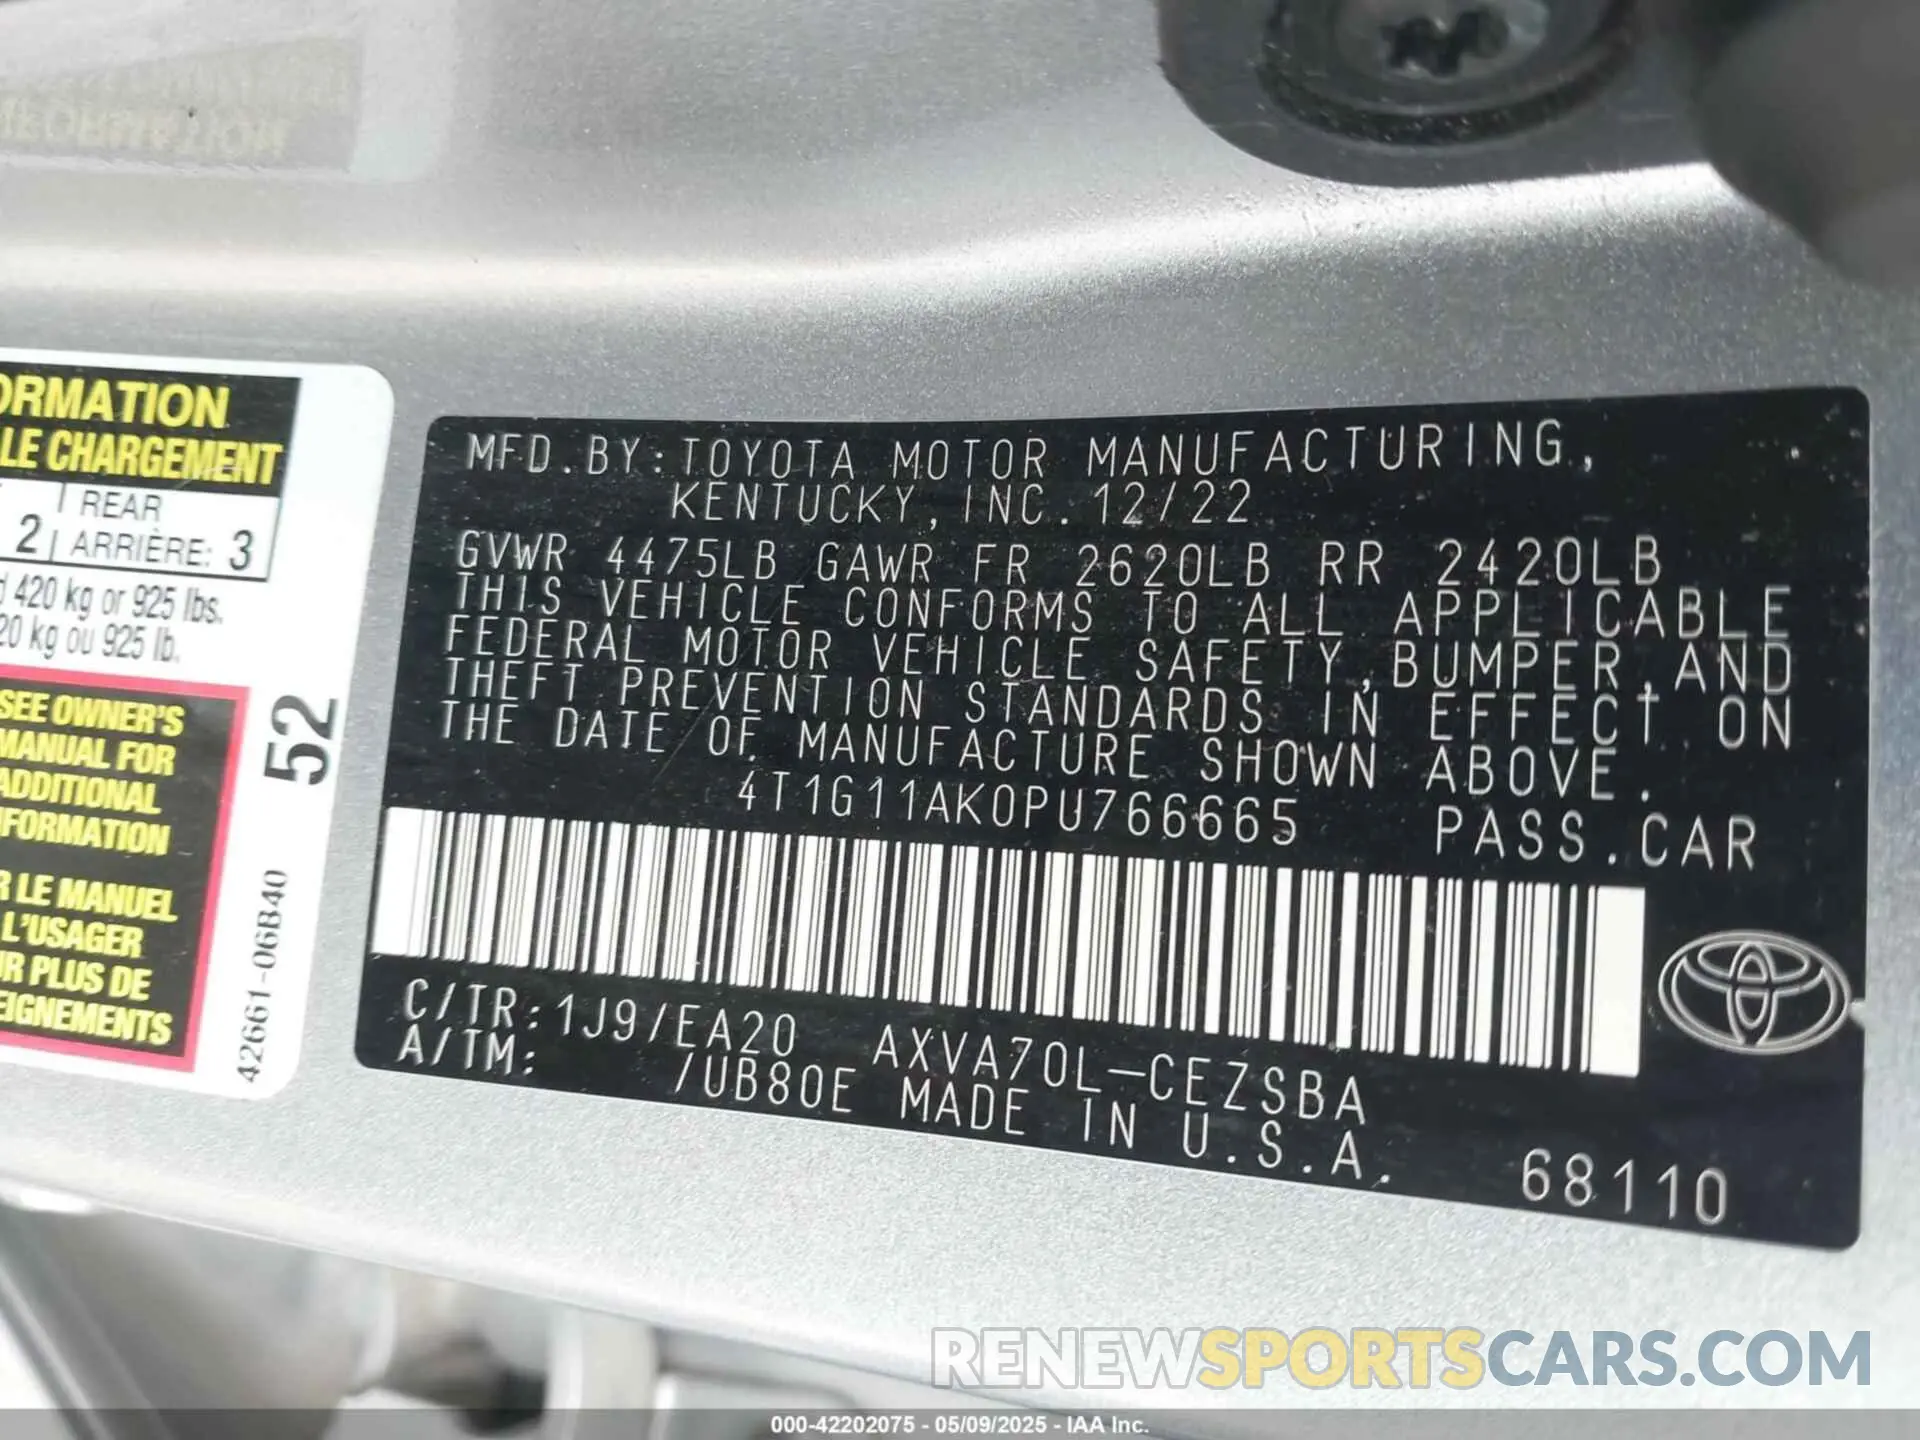 ORMATION
LE CHARGEMENT
REAR
2 ARRIÈRE: 3
420 kg or 925 lbs.
20 kg ou 925 lb.
SEE OWNER'S
MANUAL FOR
ADDITIONAL
FORMATION
R LE MANUEL
L'USAGER
R PLUS DE
EIGNEMENTS
52
42661-06B40
MFD.BY:TOYOTA MOTOR MANUFACTURING,
KENTUCKY, INC. 12/22
GVWR 4475LB GAWR FR 2620LB RR 2420LB
THIS VEHICLE CONFORMS TO ALL APPLICABLE
FEDERAL MOTOR VEHICLE SAFETY,BUMPER,AND
THEFT PREVENTION STANDARDS IN EFFECT ON
THE DATE OF MANUFACTURE SHOWN ABOVE.
4T1G11AK0PU766665 PASS.CAR
C/TR:1J9/EA20 AXVA70L-CEZSBA
A/TM: /UB80E MADE IN U.S.A.
68110
RENEWSPORTSCARS.COM
000-42202075 - 05/09/2025 - IAA Inc.